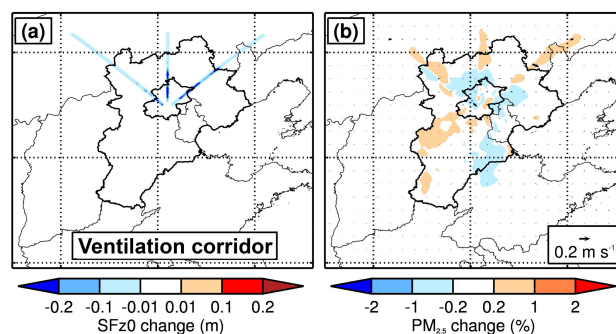 (a)
Ventilation corridor
-0.2 -0.1 -0.01 0.01 0.1 0.2
SFz0 change (m)
(b)
0.2 m s⁻¹
-2 -1 -0.2 0.2 1 2
PM₂.₅ change (%)